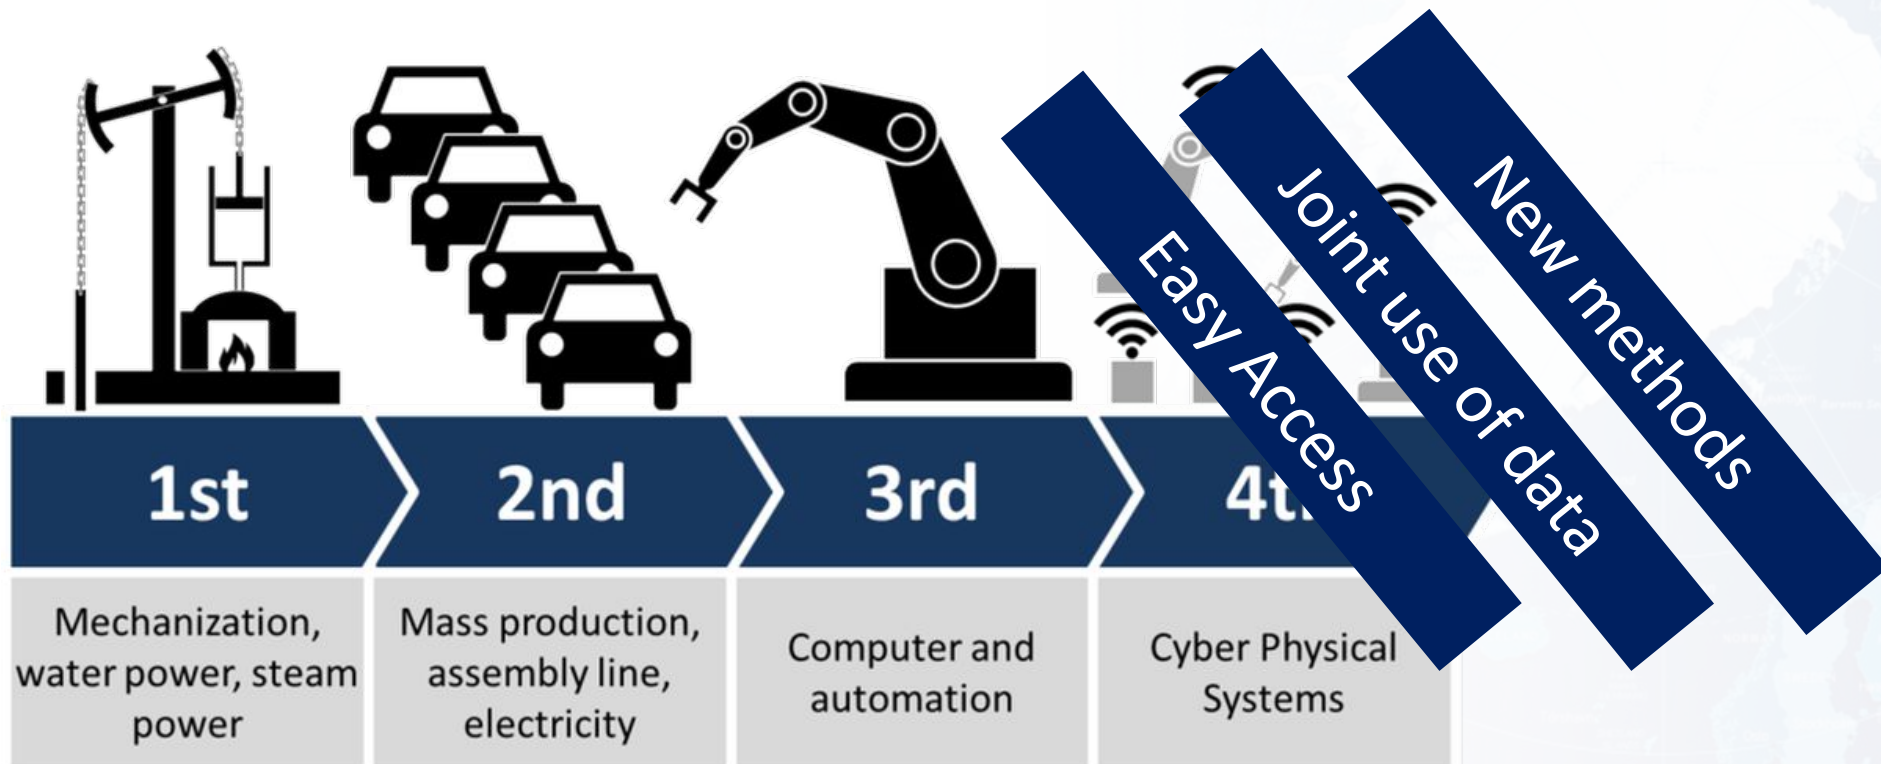 1st
2nd
3rd
4th
Mechanization,
water power, steam
power
Mass production,
assembly line,
electricity
Computer and
automation
Cyber Physical
Systems
Easy Access
Joint use of data
New methods